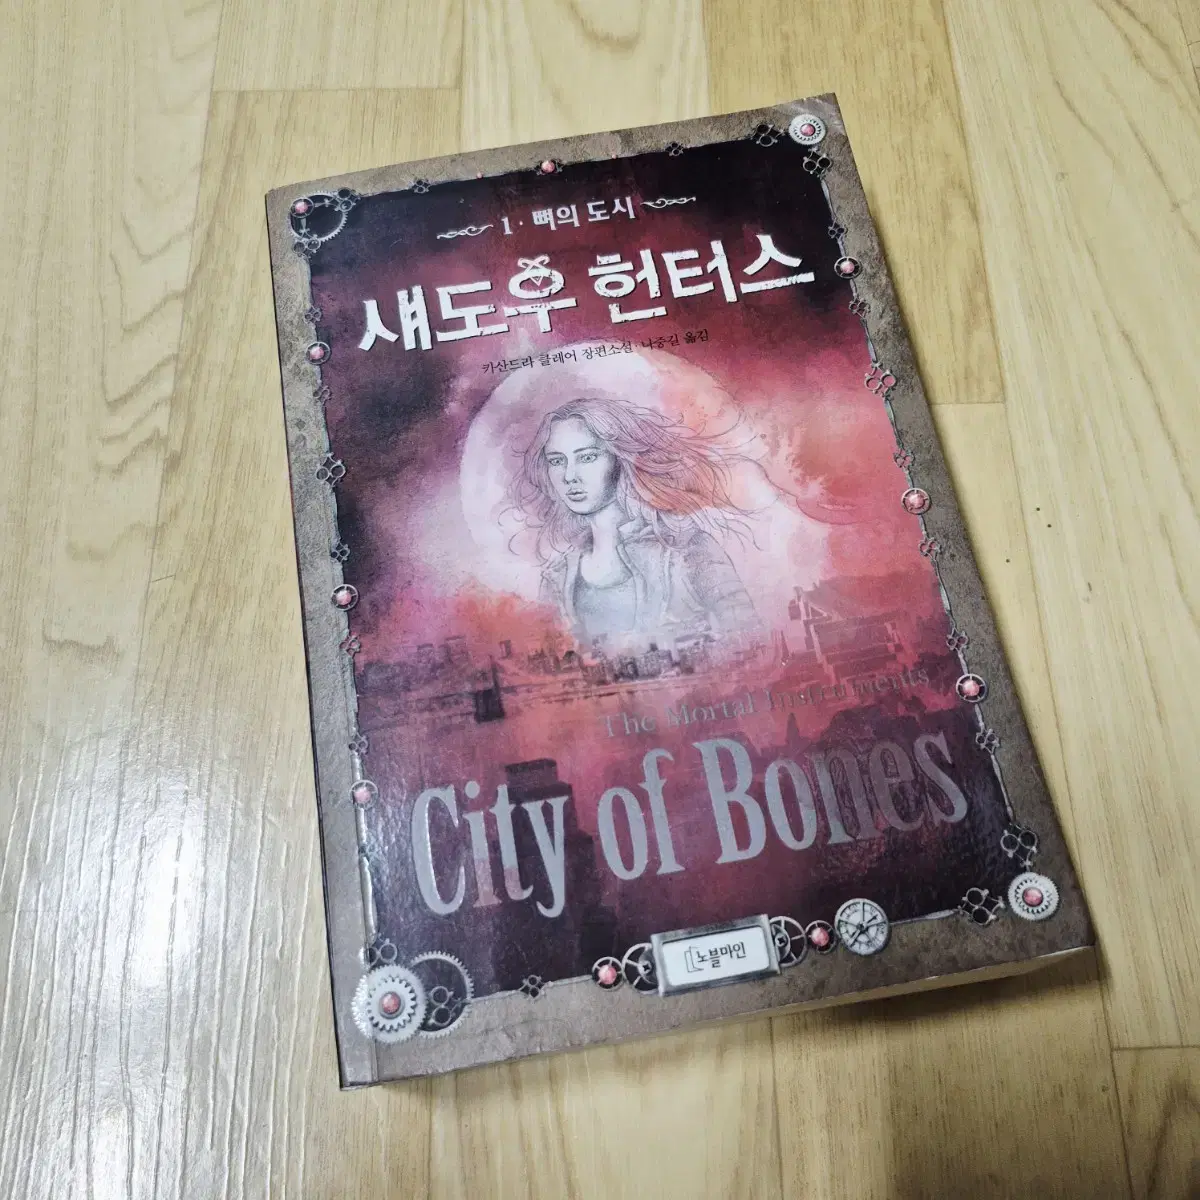 1. 뼈의 도시
섀도우 헌터스
카산드라 클레어 장편소설·나중길 옮김
The Mortal Instruments
City of Bones
노블마인